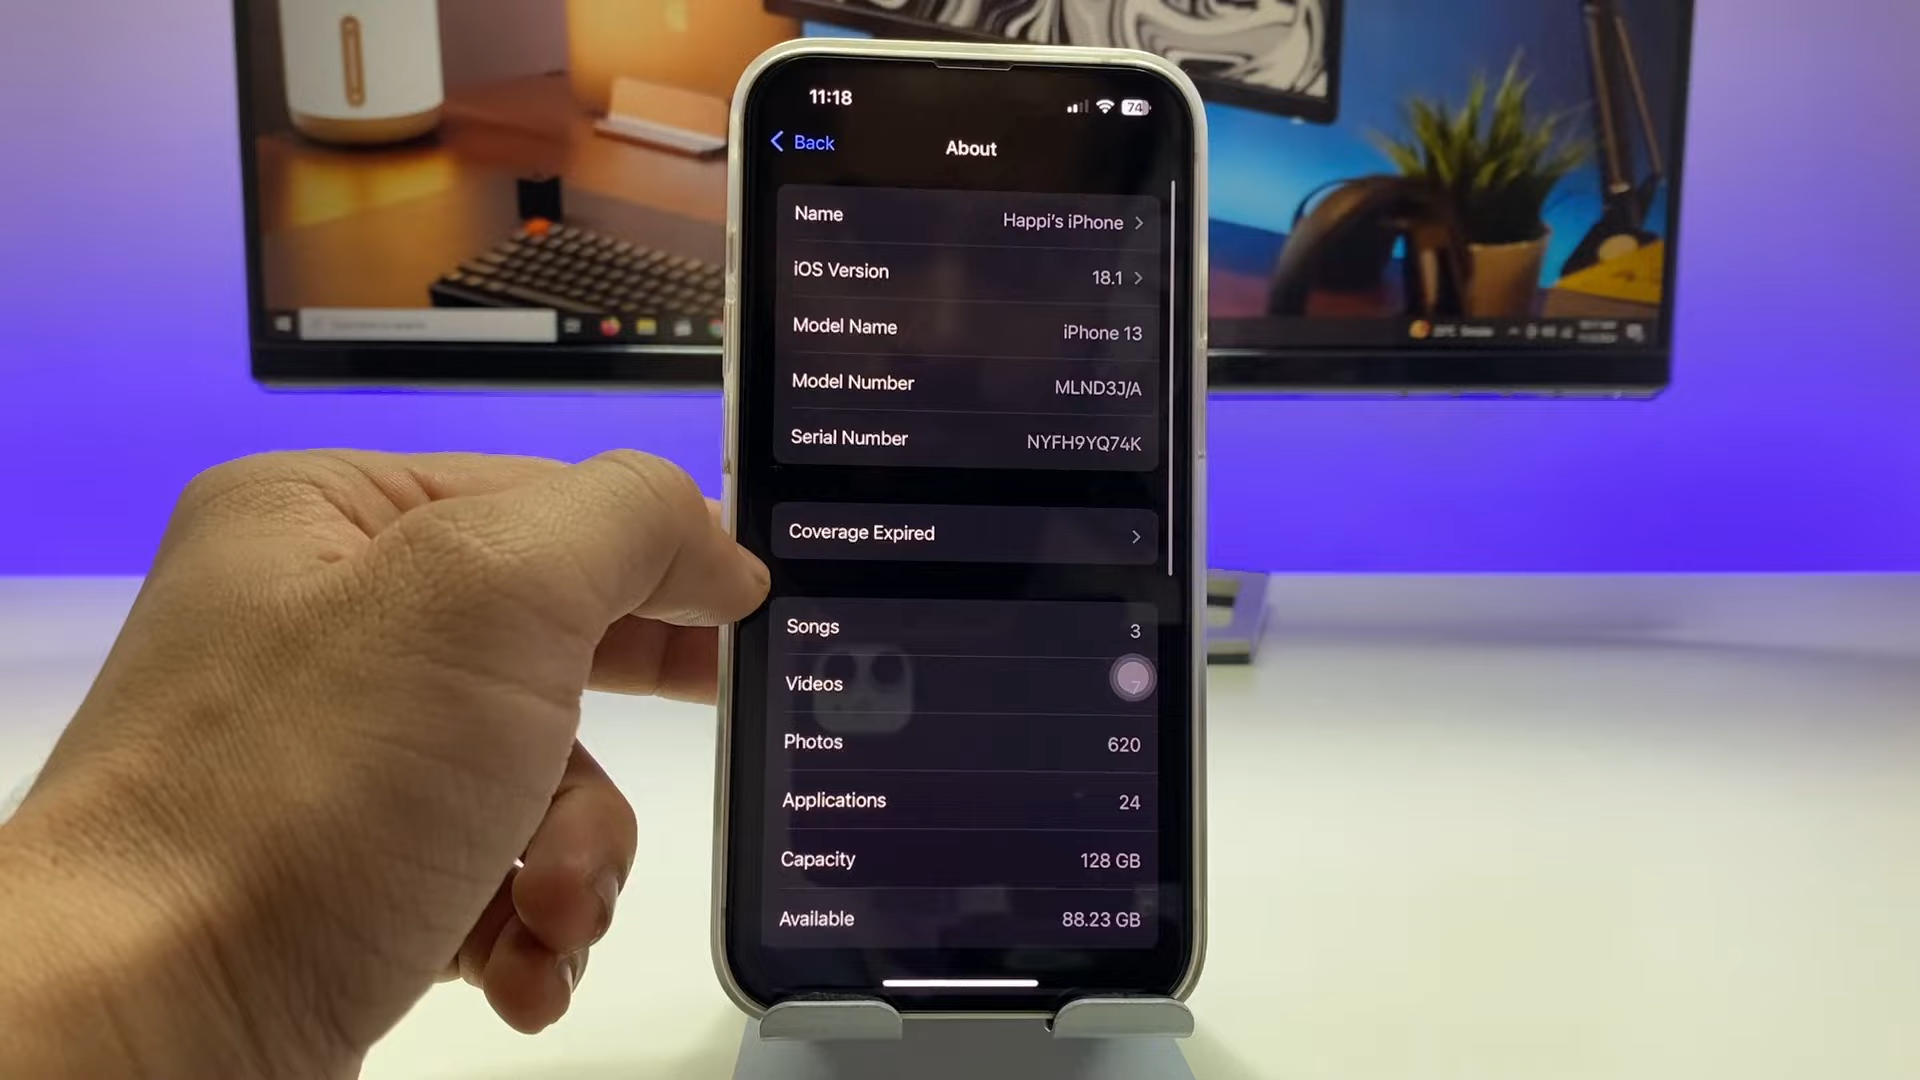 11:18
74
Back
About
Name Happi's iPhone
iOS Version 18.1
Model Name iPhone 13
Model Number MLND3J/A
Serial Number NYFH9YQ74K
Coverage Expired
Songs 3
Videos 7
Photos 620
Applications 24
Capacity 128 GB
Available 88.23 GB